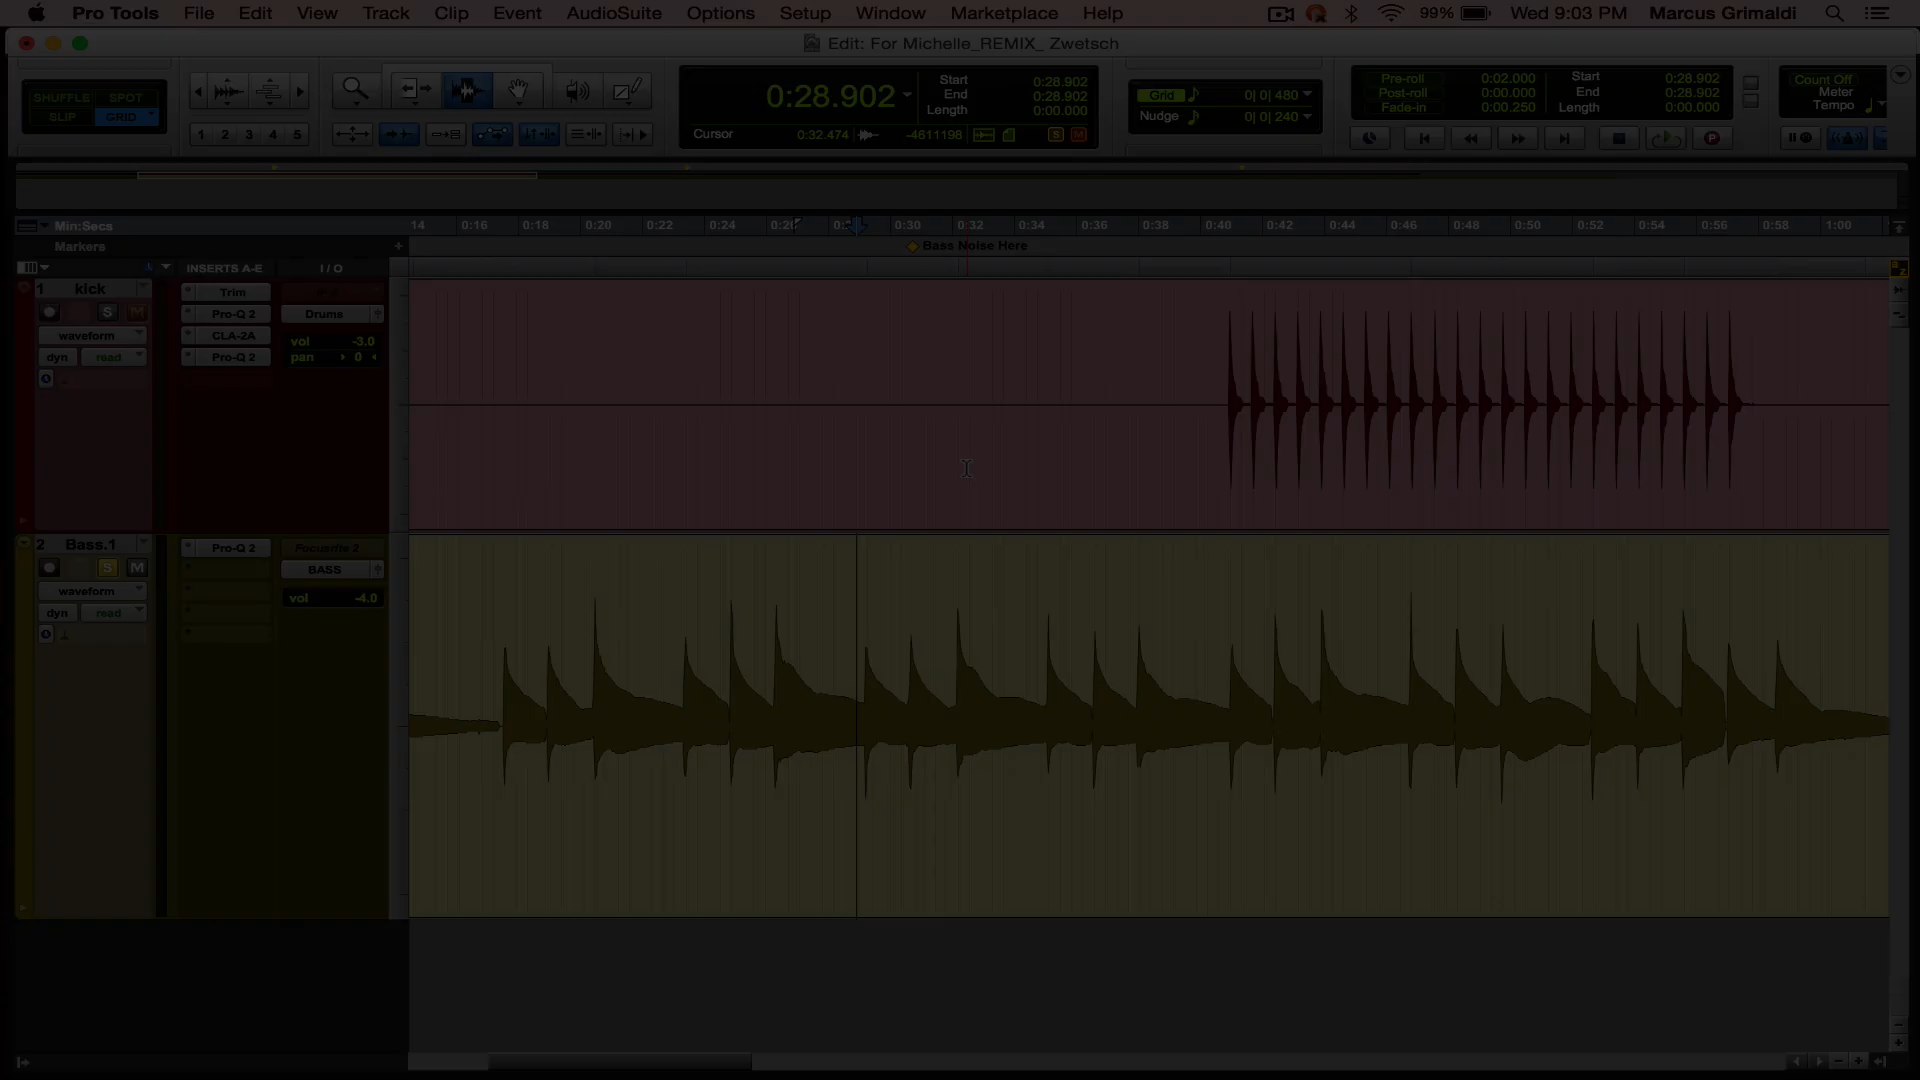 Pro Tools File Edit View Track Clip Event AudioSuite Options Setup Window Marketplace Help 99% Wed 9:03 PM Marcus Grimaldi
Edit: For Michelle_REMIX_ Zwetsch
SHUFFLE SPOT
SLIP GRID
1 2 3 4 5
0:28.902
Start 0:28.902
End 0:28.902
Length 0:00.000
Cursor 0:32.474 -4611198 S M
Grid 0| 0| 480
Nudge 0| 0| 240
Pre-roll 0:02.000 Start 0:28.902
Post-roll 0:00.000 End 0:28.902
Fade-in 0:00.250 Length 0:00.000
Count Off
Meter
Tempo
Min:Secs 14 0:16 0:18 0:20 0:22 0:24 0:30 0:32 0:34 0:36 0:38 0:40 0:42 0:44 0:46 0:48 0:50 0:52 0:54 0:56 0:58 1:00
Markers + Bass Noise Here
INSERTS A-E I / O
1 kick Trim
S M Pro-Q 2 Drums
waveform CLA-2A vol -3.0
dyn read Pro-Q 2 pan 0
2 Bass.1 Pro-Q 2 Focusrite 2
S M BASS
waveform vol -4.0
dyn read